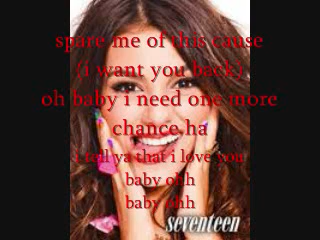 spare me of this cause
(i want you back)
oh baby i need one more
chance ha
i tell ya that i love you
baby ohh
baby ohh
seventeen